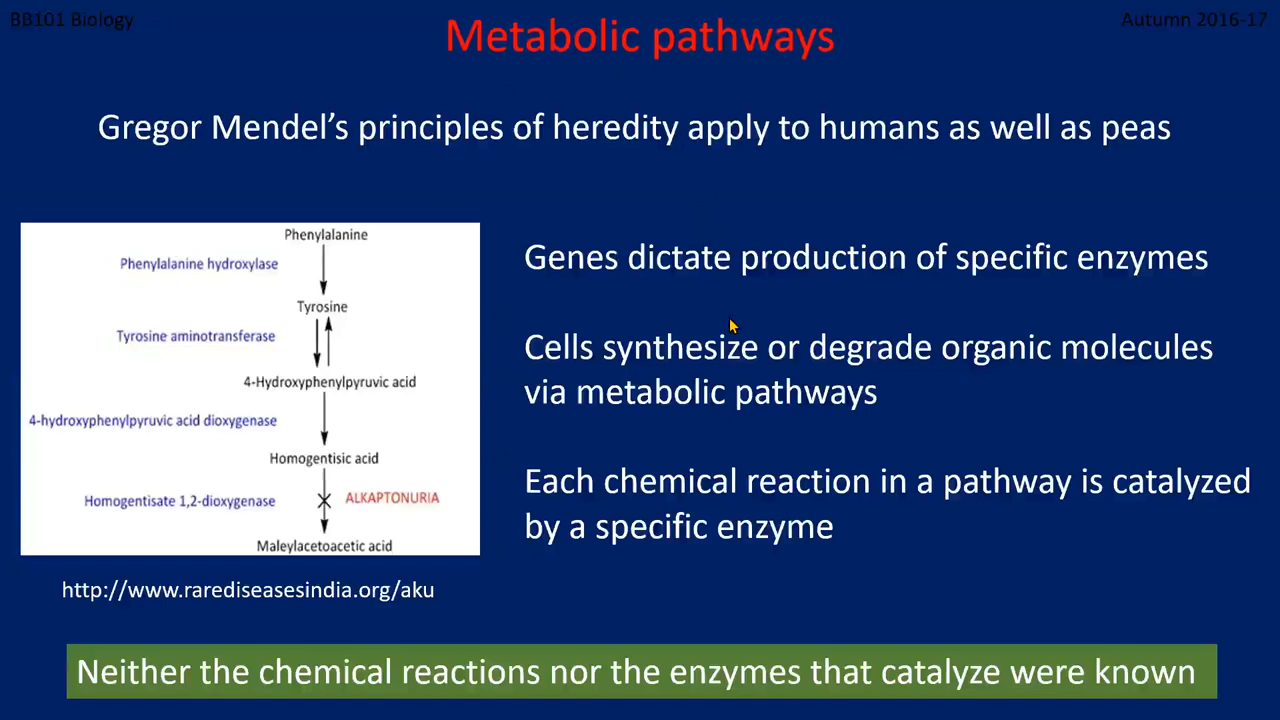 BB101 Biology
Autumn 2016-17
Metabolic pathways
Gregor Mendel's principles of heredity apply to humans as well as peas
Phenylalanine
Phenylalanine hydroxylase
Tyrosine
Tyrosine aminotransferase
4-Hydroxyphenylpyruvic acid
4-hydroxyphenylpyruvic acid dioxygenase
Homogentisic acid
Homogentisate 1,2-dioxygenase
ALKAPTONURIA
Maleylacetoacetic acid
http://www.rarediseasesindia.org/aku
Genes dictate production of specific enzymes
Cells synthesize or degrade organic molecules
via metabolic pathways
Each chemical reaction in a pathway is catalyzed
by a specific enzyme
Neither the chemical reactions nor the enzymes that catalyze were known